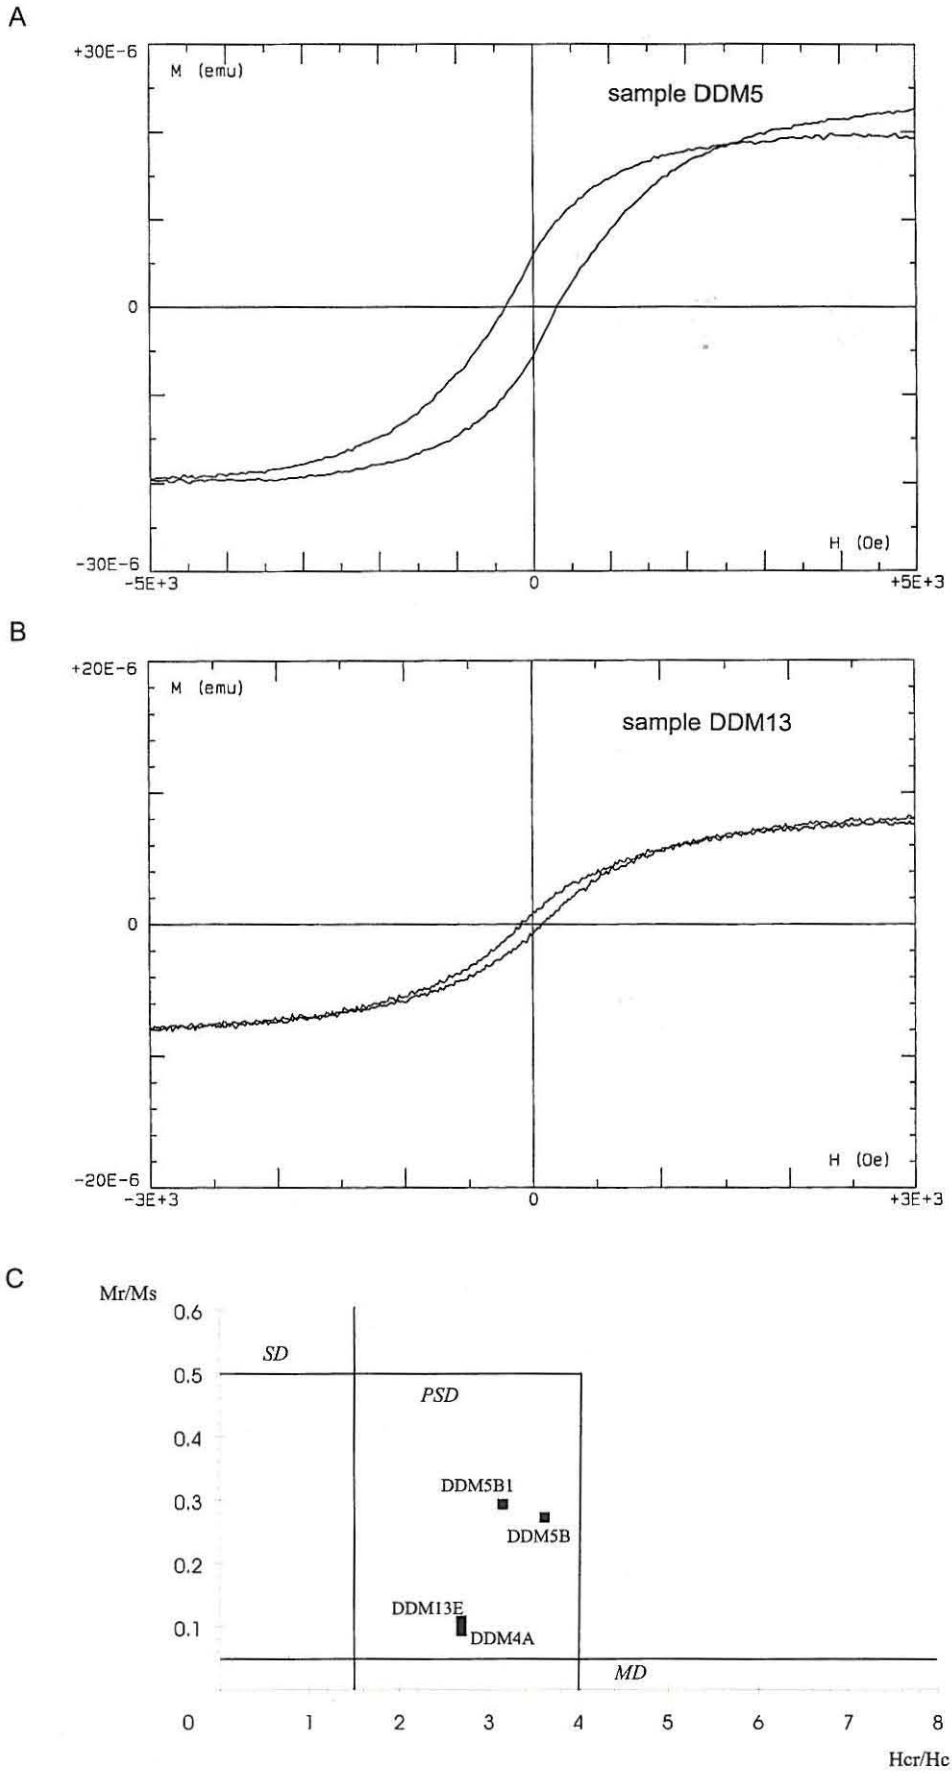 A
+30E-6
M (emu)
sample DDM5
0
H (Oe)
-30E-6
-5E+3
0
+5E+3
B
+20E-6
M (emu)
sample DDM13
0
H (Oe)
-20E-6
-3E+3
0
+3E+3
C
Mr/Ms
0.6
SD
0.5
PSD
0.4
DDM5B1
0.3
DDM5B
0.2
DDM13E
0.1
DDM4A
MD
0 1 2 3 4 5 6 7 8
Hcr/Hc